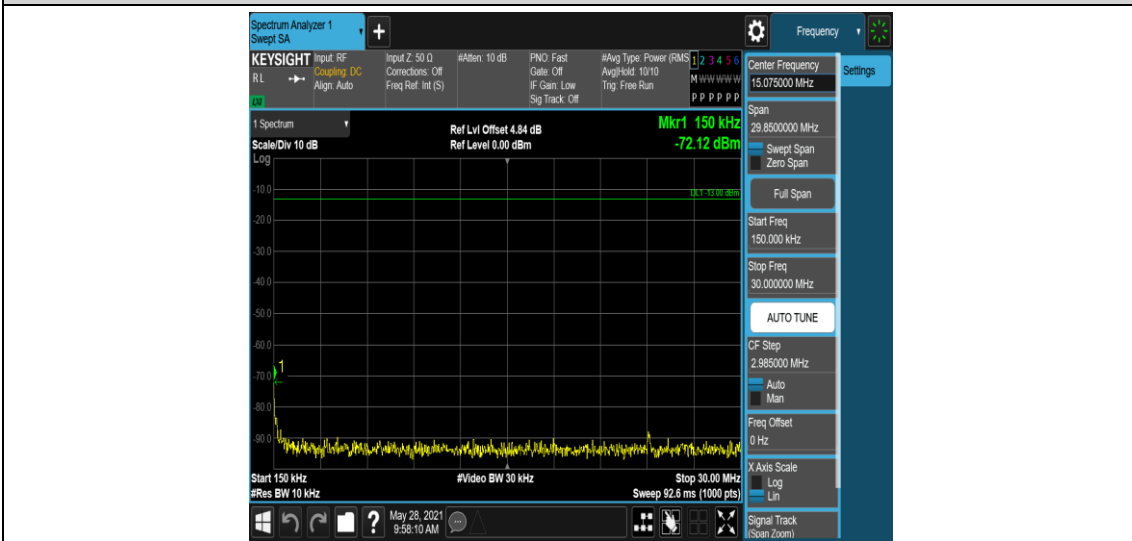 Spectrum Analyzer 1
Swept SA
+
Frequency
KEYSIGHT
Input: RF
Input Z: 50 Ω
#Atten: 10 dB
PNO: Fast
#Avg Type: Power (RMS
1 2 3 4 5 6
RL
Coupling: DC
Corrections: Off
Gate: Off
Avg|Hold: 10/10
M W W W W W
Align: Auto
Freq Ref: Int (S)
IF Gain: Low
Trig: Free Run
Sig Track: Off
P P P P P P
LXI
Center Frequency
15.075000 MHz
Settings
Span
29.8500000 MHz
Swept Span
Zero Span
Full Span
Start Freq
150.000 kHz
Stop Freq
30.000000 MHz
AUTO TUNE
CF Step
2.985000 MHz
Auto
Man
Freq Offset
0 Hz
X Axis Scale
Log
Lin
Signal Track
(Span Zoom)
1 Spectrum
Ref Lvl Offset 4.84 dB
Mkr1 150 kHz
Scale/Div 10 dB
Ref Level 0.00 dBm
-72.12 dBm
Log
-10.0
DL1 -13.00 dBm
-20.0
-30.0
-40.0
-50.0
-60.0
1
-70.0
-80.0
-90.0
Start 150 kHz
#Video BW 30 kHz
Stop 30.00 MHz
#Res BW 10 kHz
Sweep 92.6 ms (1000 pts)
?
May 28, 2021
9:58:10 AM